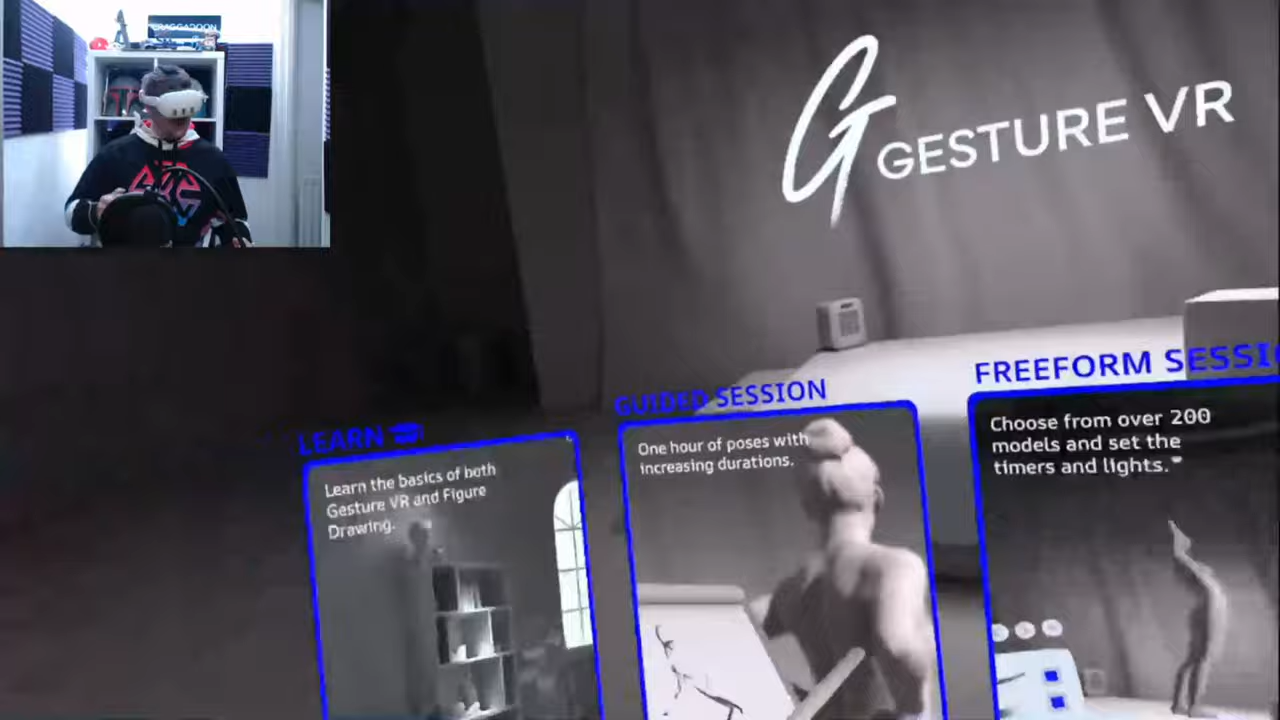 GESTURE VR
LEARN
Learn the basics of both
Gesture VR and Figure
Drawing.
GUIDED SESSION
One hour of poses with
increasing durations.
FREEFORM SESSI
Choose from over 200
models and set the
timers and lights.